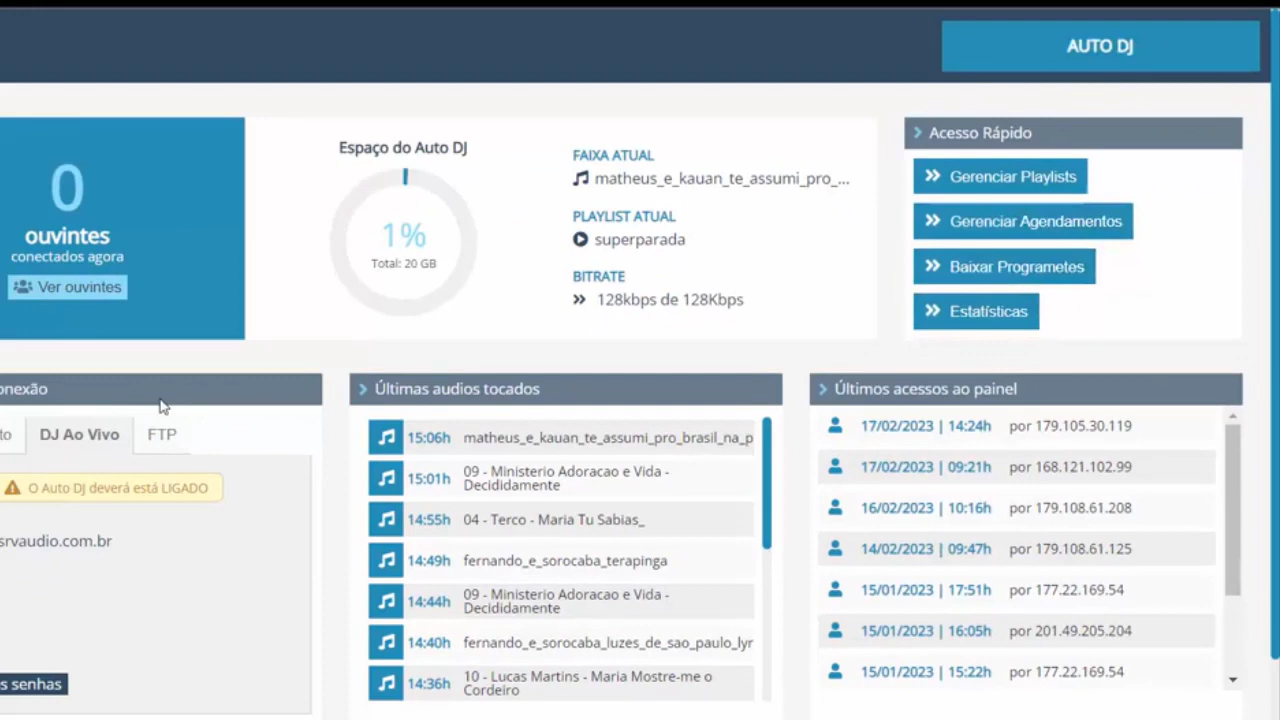 AUTO DJ
0
ouvintes
conectados agora
Ver ouvintes
Espaço do Auto DJ
1%
Total: 20 GB
FAIXA ATUAL
matheus_e_kauan_te_assumi_pro_...
PLAYLIST ATUAL
superparada
BITRATE
128kbps de 128Kbps
Acesso Rápido
Gerenciar Playlists
Gerenciar Agendamentos
Baixar Programetes
Estatísticas
onexão
to
DJ Ao Vivo
FTP
O Auto DJ deverá está LIGADO
srvaudio.com.br
s senhas
Últimas audios tocados
15:06h matheus_e_kauan_te_assumi_pro_brasil_na_p
15:01h 09 - Ministerio Adoracao e Vida -
Decididamente
14:55h 04 - Terco - Maria Tu Sabias_
14:49h fernando_e_sorocaba_terapinga
14:44h 09 - Ministerio Adoracao e Vida -
Decididamente
14:40h fernando_e_sorocaba_luzes_de_sao_paulo_lyr
14:36h 10 - Lucas Martins - Maria Mostre-me o
Cordeiro
Últimos acessos ao painel
17/02/2023 | 14:24h por 179.105.30.119
17/02/2023 | 09:21h por 168.121.102.99
16/02/2023 | 10:16h por 179.108.61.208
14/02/2023 | 09:47h por 179.108.61.125
15/01/2023 | 17:51h por 177.22.169.54
15/01/2023 | 16:05h por 201.49.205.204
15/01/2023 | 15:22h por 177.22.169.54